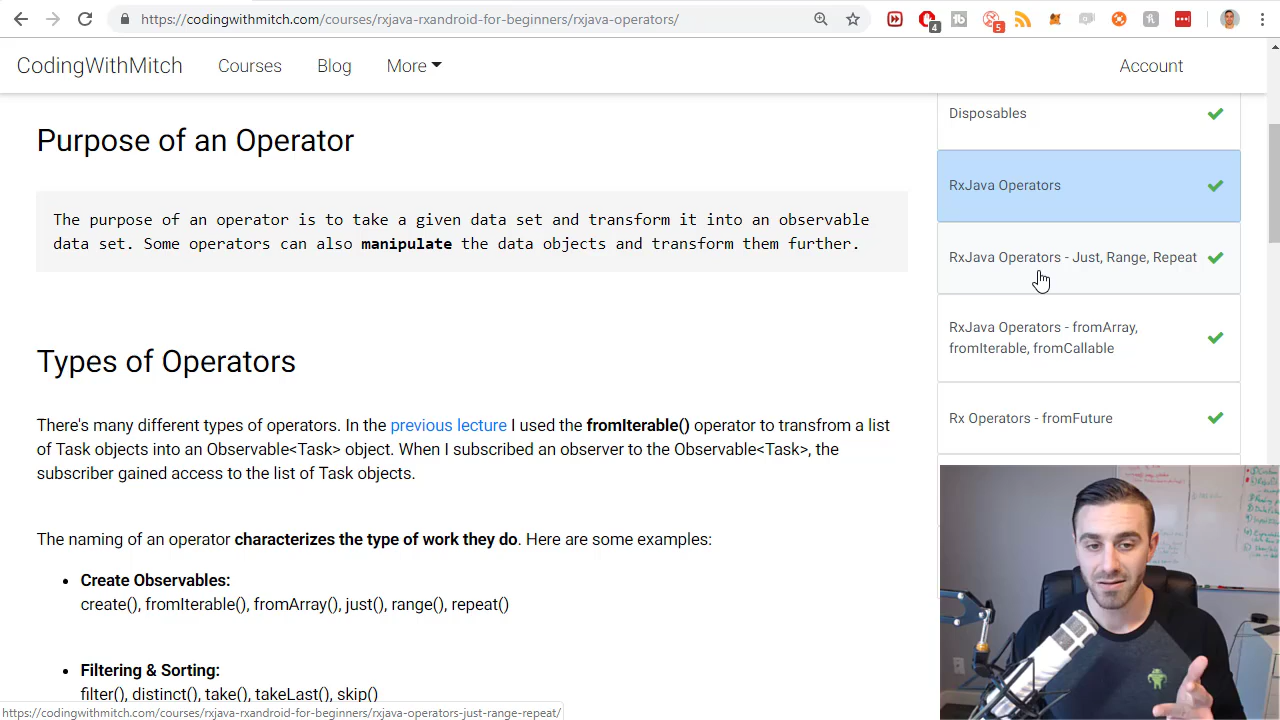 https://codingwithmitch.com/courses/rxjava-rxandroid-for-beginners/rxjava-operators/
4
5
CodingWithMitch
Courses
Blog
More
Account
Purpose of an Operator
The purpose of an operator is to take a given data set and transform it into an observable
data set. Some operators can also manipulate the data objects and transform them further.
Types of Operators
There's many different types of operators. In the previous lecture I used the fromIterable() operator to transfrom a list
of Task objects into an Observable<Task> object. When I subscribed an observer to the Observable<Task>, the
subscriber gained access to the list of Task objects.
The naming of an operator characterizes the type of work they do. Here are some examples:
• Create Observables:
create(), fromIterable(), fromArray(), just(), range(), repeat()
• Filtering & Sorting:
filter(), distinct(), take(), takeLast(), skip()
Disposables
RxJava Operators
RxJava Operators - Just, Range, Repeat
RxJava Operators - fromArray,
fromIterable, fromCallable
Rx Operators - fromFuture
https://codingwithmitch.com/courses/rxjava-rxandroid-for-beginners/rxjava-operators-just-range-repeat/